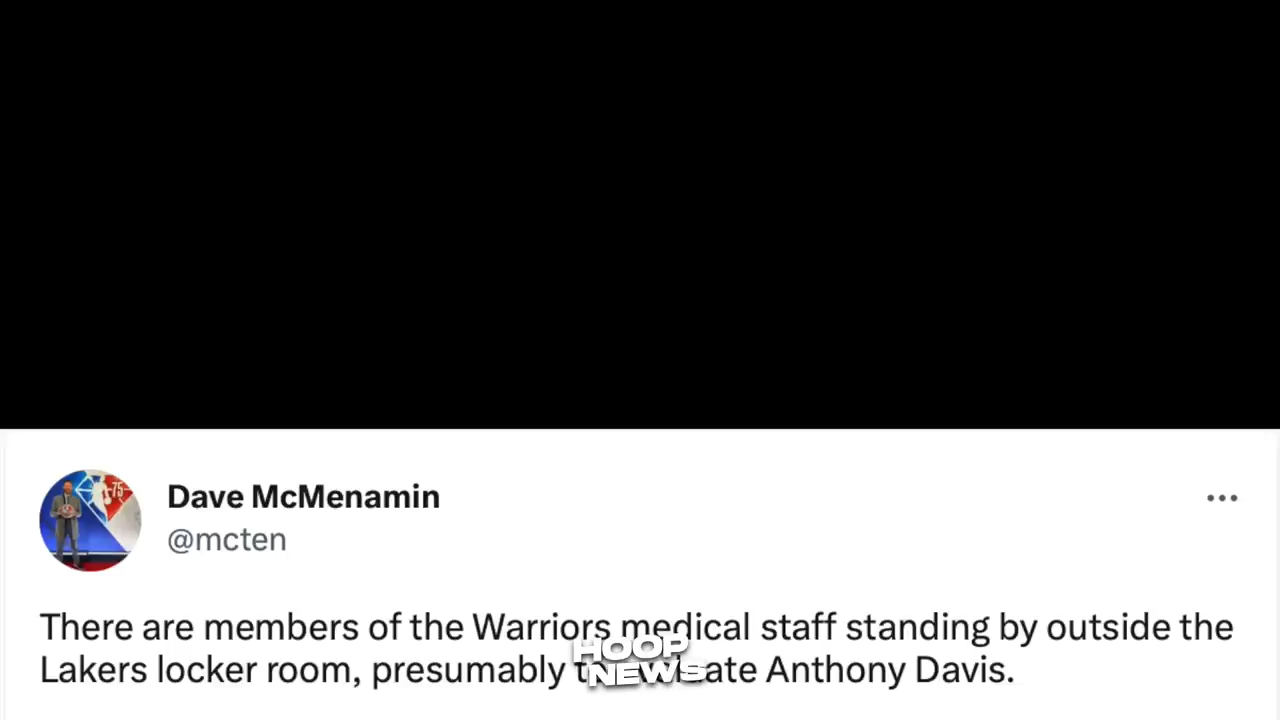 Dave McMenamin
@mcten
There are members of the Warriors medical staff standing by outside the
Lakers locker room, presumably Anthony Davis.
HOOP
NEWS
75